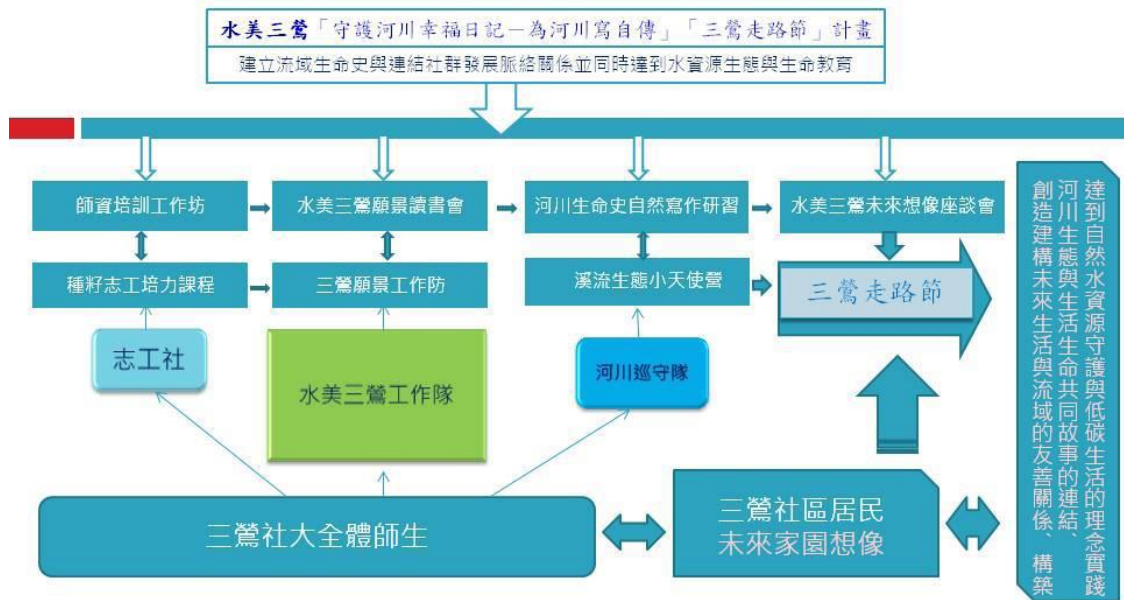 水美三鶯「守護河川幸福日記－為河川寫自傳」「三鶯走路節」計畫
建立流域生命史與連結社群發展脈絡關係並同時達到水資源生態與生命教育
師資培訓工作坊
水美三鶯願景讀書會
河川生命史自然寫作研習
水美三鶯未來想像座談會
種籽志工培力課程
三鶯願景工作防
溪流生態小天使營
三鶯走路節
志工社
水美三鶯工作隊
河川巡守隊
三鶯社大全體師生
三鶯社區居民
未來家園想像
達到自然水資源守護與低碳生活的理念實踐
河川生態與生活生命共同故事的連結、
創造建構未來生活與流域的友善關係、構築